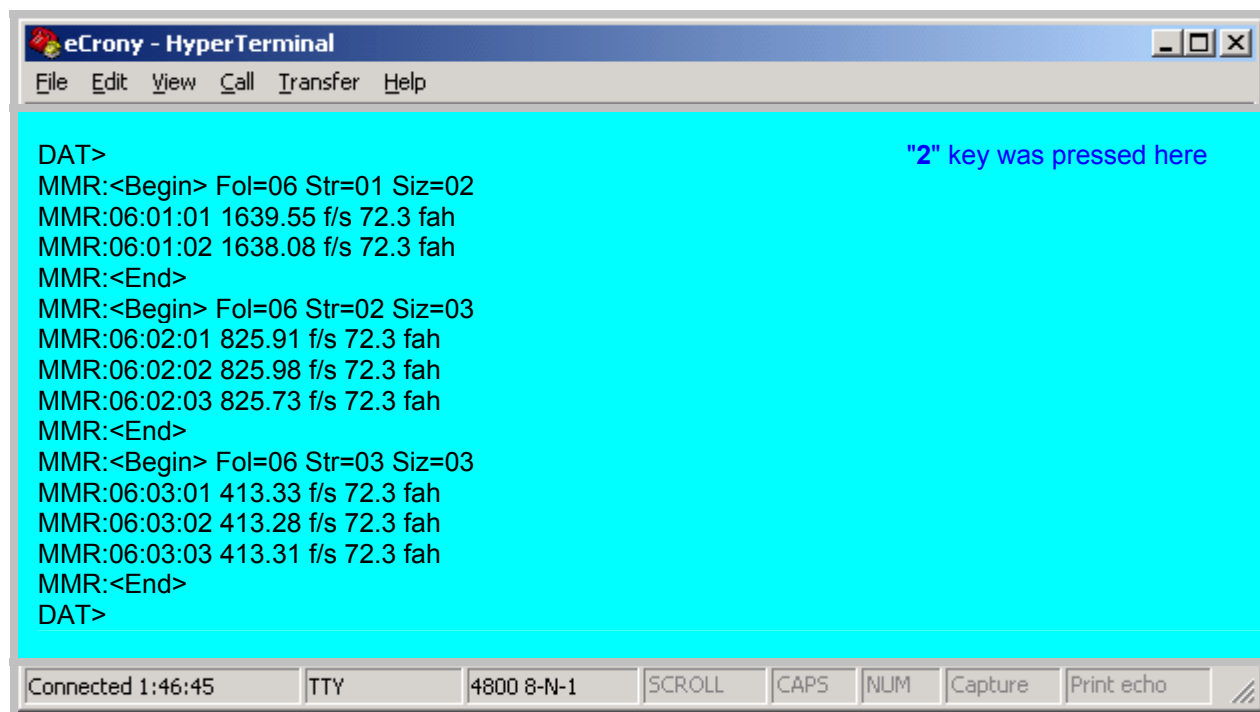 eCrony - HyperTerminal
File Edit View Call Transfer Help
DAT> "2" key was pressed here
MMR:<Begin> Fol=06 Str=01 Siz=02
MMR:06:01:01 1639.55 f/s 72.3 fah
MMR:06:01:02 1638.08 f/s 72.3 fah
MMR:<End>
MMR:<Begin> Fol=06 Str=02 Siz=03
MMR:06:02:01 825.91 f/s 72.3 fah
MMR:06:02:02 825.98 f/s 72.3 fah
MMR:06:02:03 825.73 f/s 72.3 fah
MMR:<End>
MMR:<Begin> Fol=06 Str=03 Siz=03
MMR:06:03:01 413.33 f/s 72.3 fah
MMR:06:03:02 413.28 f/s 72.3 fah
MMR:06:03:03 413.31 f/s 72.3 fah
MMR:<End>
DAT>
Connected 1:46:45 TTY 4800 8-N-1 SCROLL CAPS NUM Capture Print echo